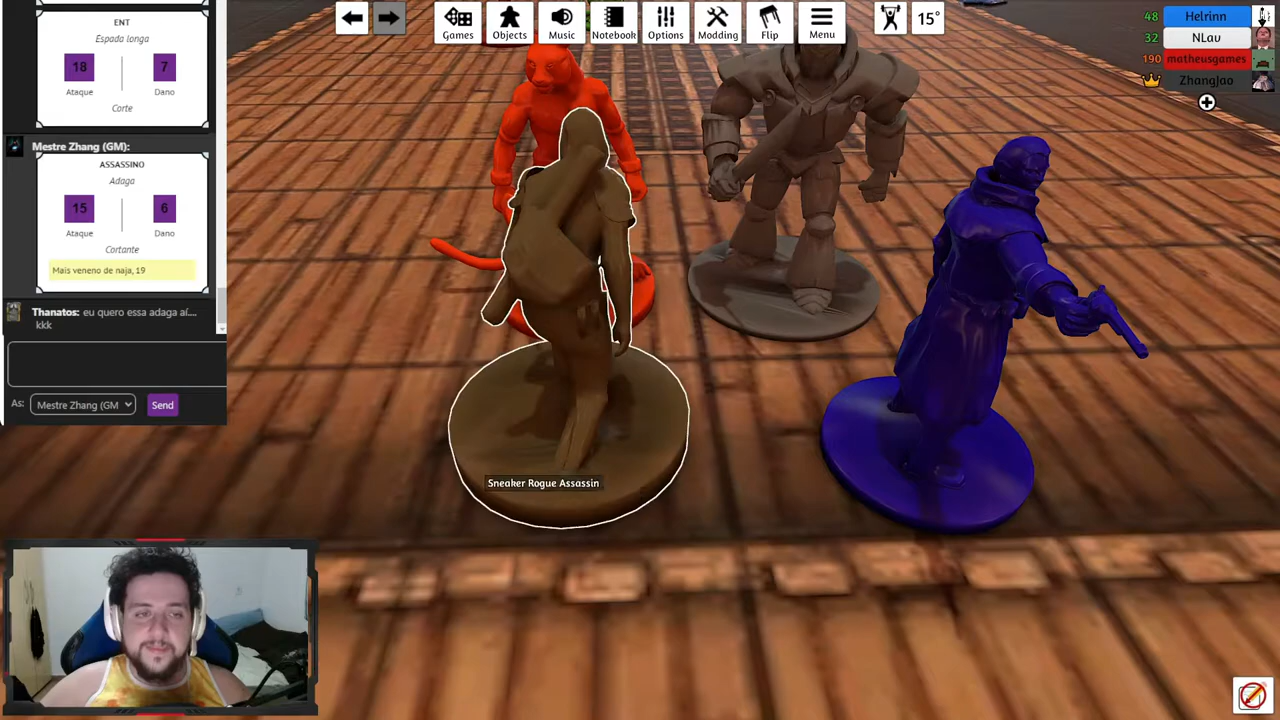 ENT
Espada longa
18
7
Ataque
Dano
Corte
Mestre Zhang (GM):
ASSASSINO
Adaga
15
6
Ataque
Dano
Cortante
Mais veneno de naja, 19
Thanatos: eu quero essa adaga aí....
kkk
As:
Mestre Zhang (GM
Send
Games
Objects
Music
Notebook
Options
Modding
Flip
Menu
15°
48 Helrinn
32 NLav
190 matheusgames
ZhangJao
Sneaker Rogue Assassin